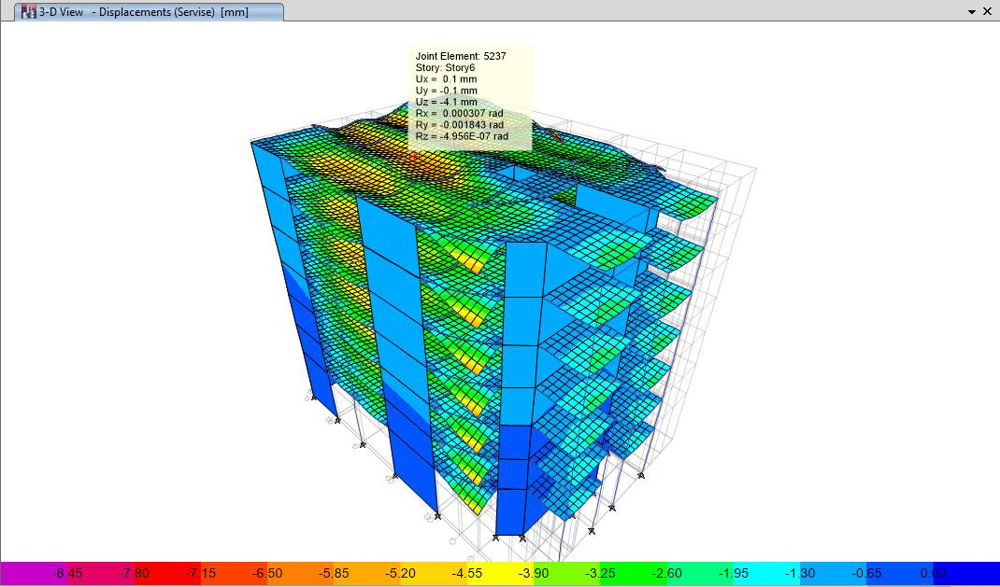 3-D View - Displacements (Servise) [mm]
Joint Element: 5237
Story: Story6
Ux = 0.1 mm
Uy = -0.1 mm
Uz = -4.1 mm
Rx = 0.000307 rad
Ry = -0.001843 rad
Rz = -4.956E-07 rad
-8.45 -7.80 -7.15 -6.50 -5.85 -5.20 -4.55 -3.90 -3.25 -2.60 -1.95 -1.30 -0.65 0.00